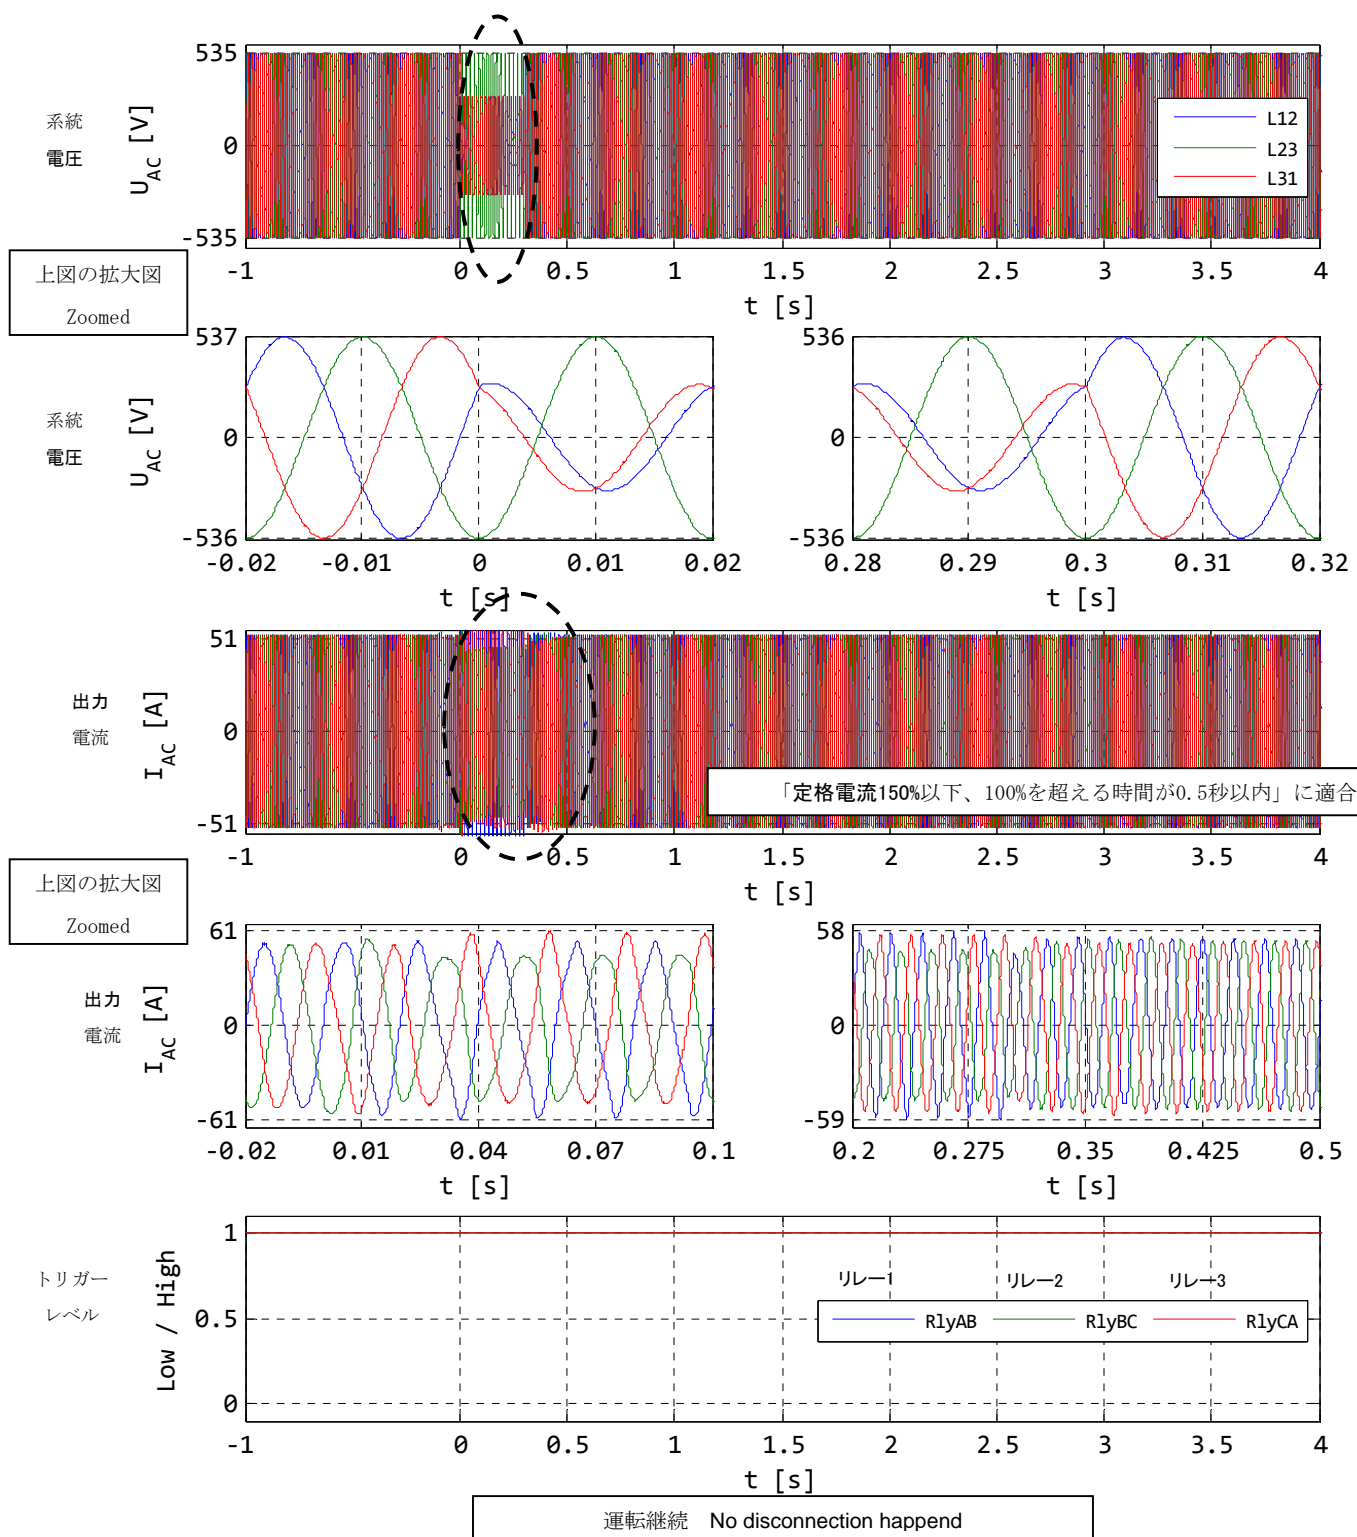 535
0
-535
系統
電圧
U_AC [V]
L12
L23
L31
-1
0
0.5
1
1.5
2
2.5
3
3.5
4
t [s]
上図の拡大図
Zoomed
537
0
-536
系統
電圧
U_AC [V]
-0.02
-0.01
0
0.01
0.02
t [s]
536
0
-536
0.28
0.29
0.3
0.31
0.32
t [s]
51
0
-51
出力
電流
I_AC [A]
「定格電流150%以下、100%を超える時間が0.5秒以内」に適合
-1
0
0.5
1
1.5
2
2.5
3
3.5
4
t [s]
上図の拡大図
Zoomed
61
0
-61
出力
電流
I_AC [A]
-0.02
0.01
0.04
0.07
0.1
t [s]
58
0
-59
0.2
0.275
0.35
0.425
0.5
t [s]
1
0.5
0
トリガー
レベル
Low / High
リレー1
リレー2
リレー3
RlyAB
RlyBC
RlyCA
-1
0
0.5
1
1.5
2
2.5
3
3.5
4
t [s]
運転継続 No disconnection happend